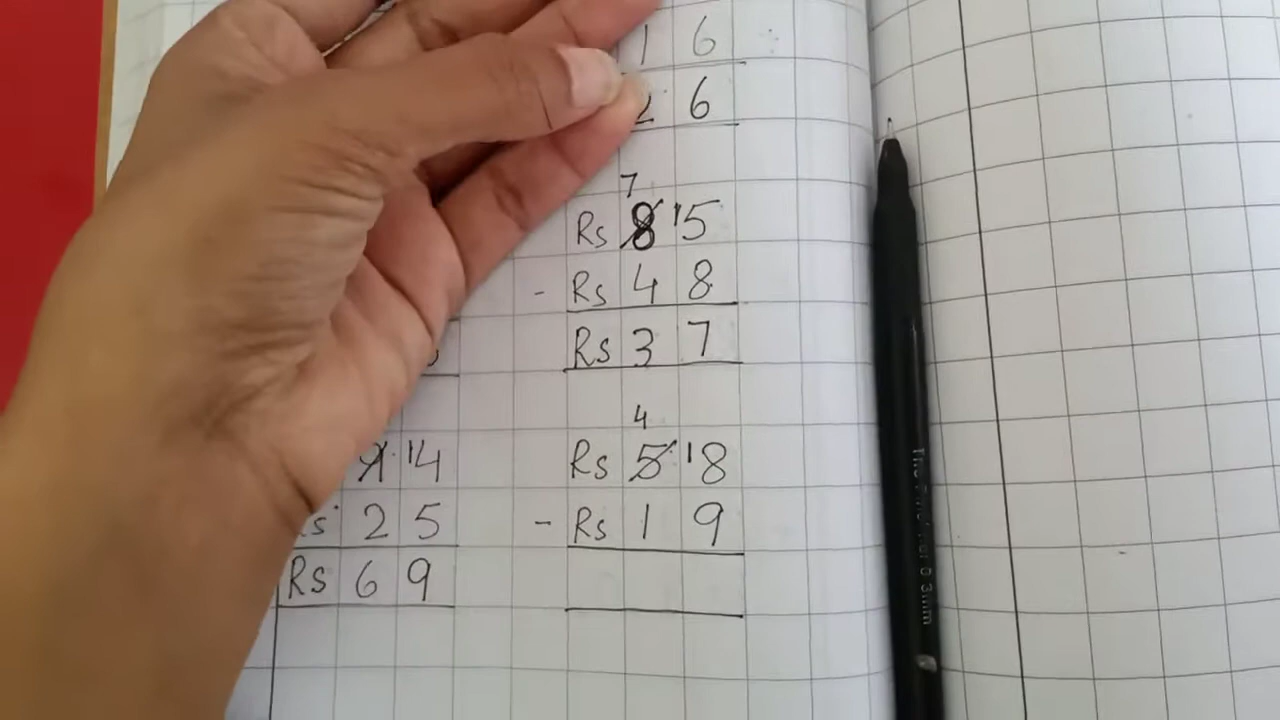 1 6
2 6
7
Rs 8 15
- Rs 4 8
Rs 3 7
4
Rs 5 18
- Rs 1 9
9 14
Rs 2 5
Rs 6 9